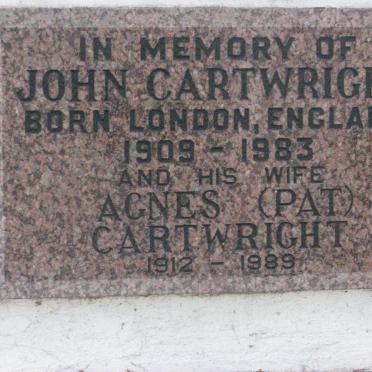 IN MEMORY OF
JOHN CARTWRIGH
BORN LONDON, ENGLA
1909 - 1983
AND HIS WIFE
AGNES (PAT)
CARTWRIGHT
1912 - 1989